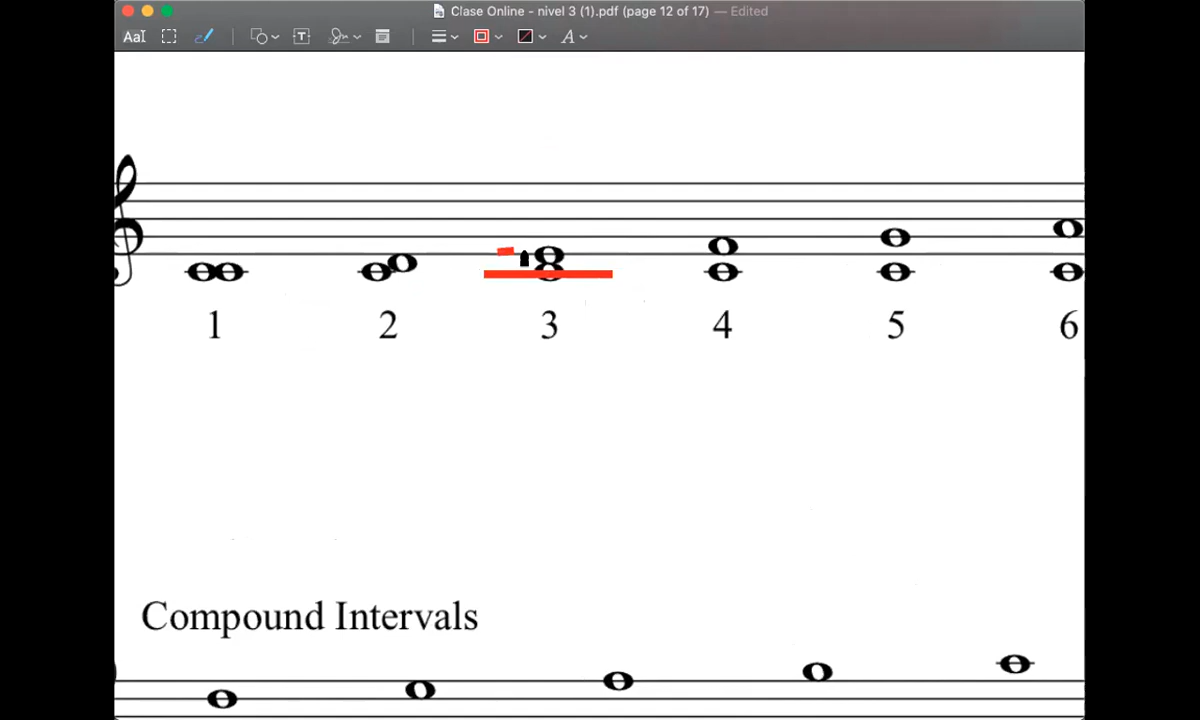 Clase Online - nivel 3 (1).pdf (page 12 of 17) — Edited
AaI T A
1 2 3 4 5 6
Compound Intervals